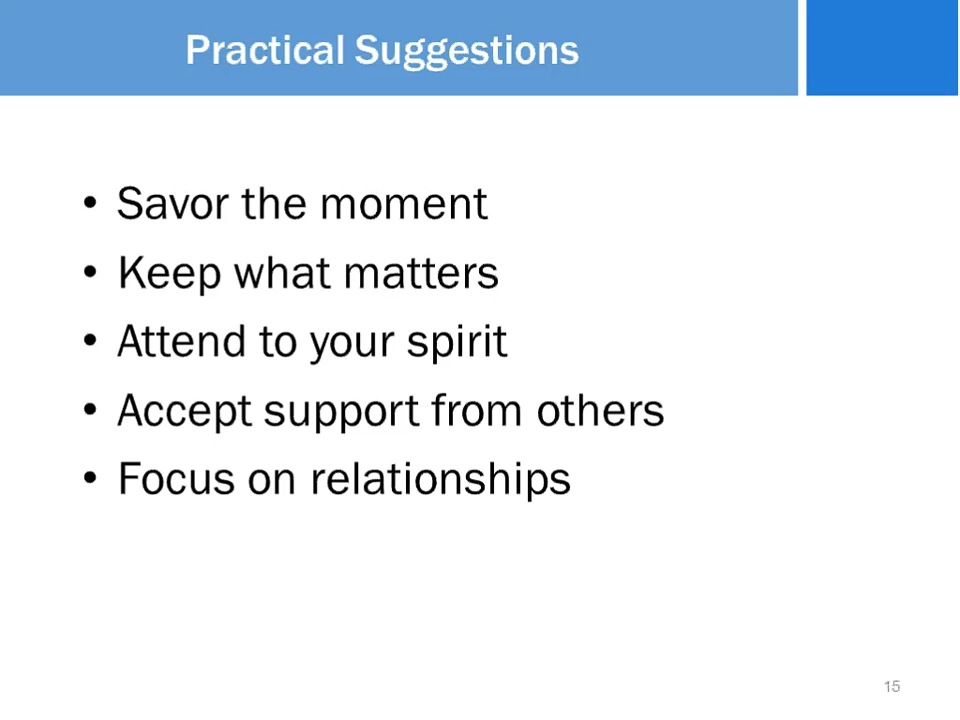 Practical Suggestions
• Savor the moment
• Keep what matters
• Attend to your spirit
• Accept support from others
• Focus on relationships
15